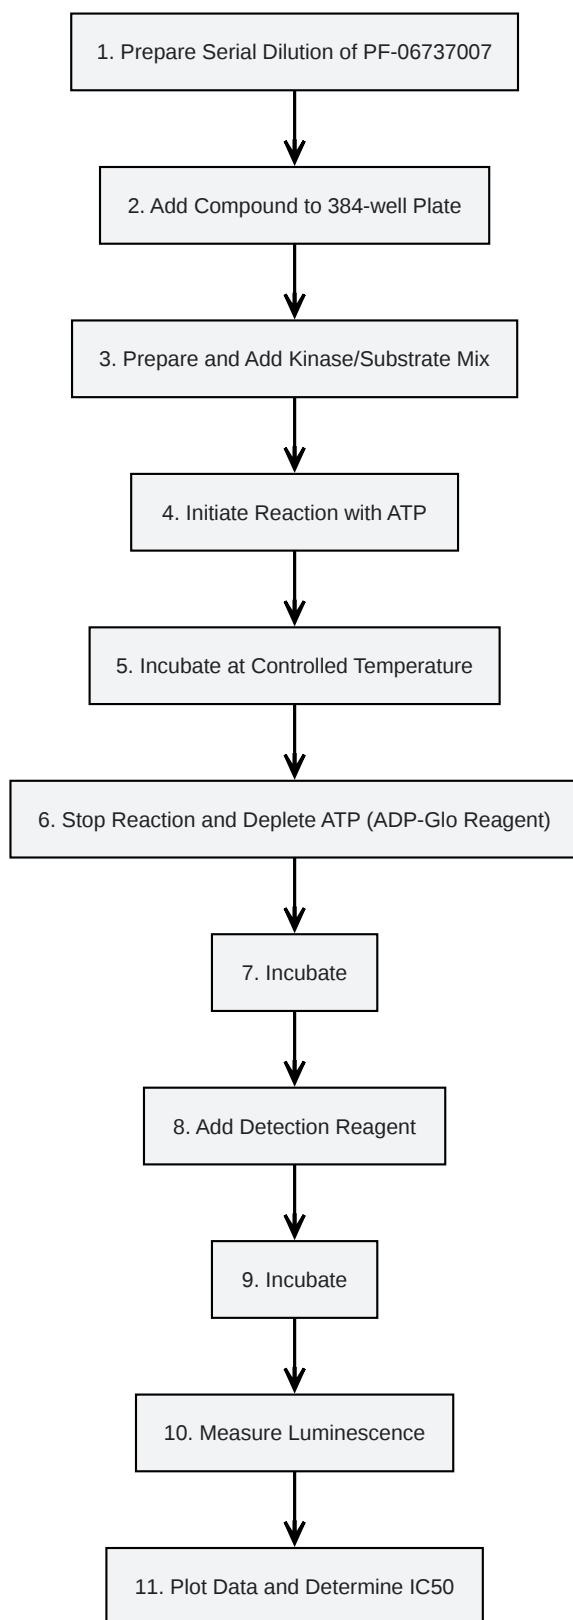 1. Prepare Serial Dilution of PF-06737007
2. Add Compound to 384-well Plate
3. Prepare and Add Kinase/Substrate Mix
4. Initiate Reaction with ATP
5. Incubate at Controlled Temperature
6. Stop Reaction and Deplete ATP (ADP-Glo Reagent)
7. Incubate
8. Add Detection Reagent
9. Incubate
10. Measure Luminescence
11. Plot Data and Determine IC50